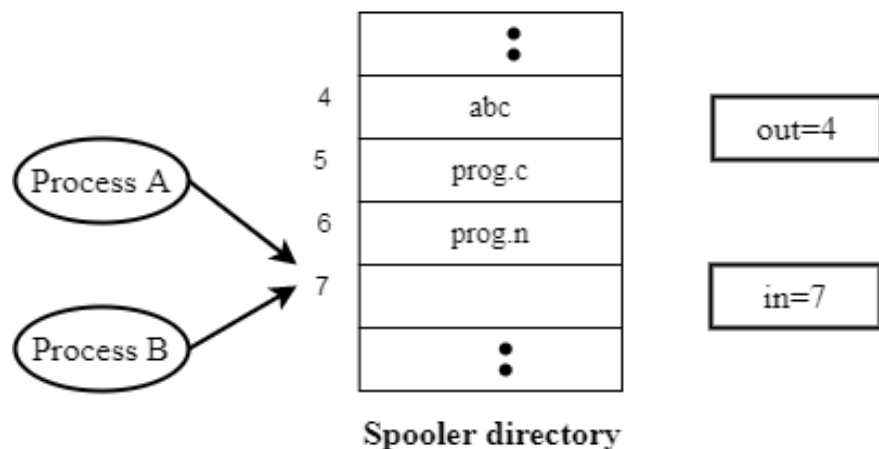 4
abc
out=4
Process A
5
prog.c
6
prog.n
7
in=7
Process B
Spooler directory